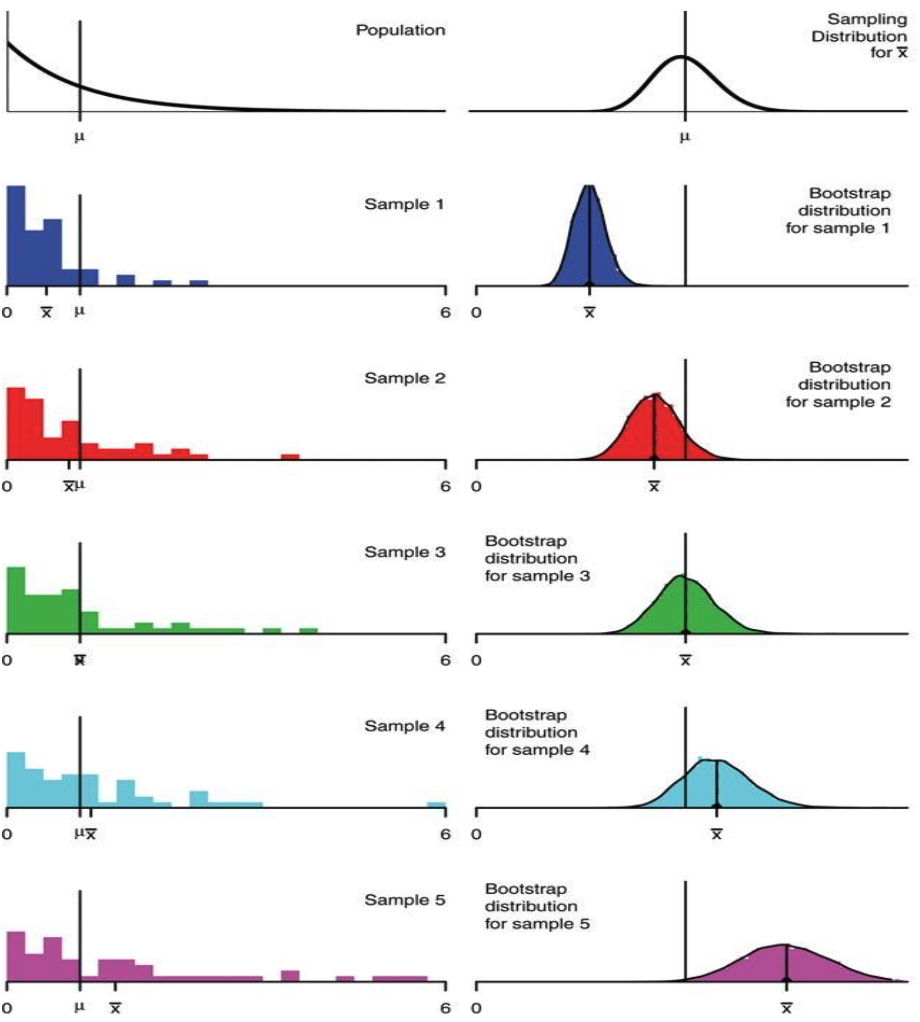 Population
μ
Sampling
Distribution
for x̅
μ
Sample 1
0 x̅ μ 6
Bootstrap
distribution
for sample 1
0 x̅
Sample 2
0 x̅ μ 6
Bootstrap
distribution
for sample 2
0 x̅
Sample 3
0 x̅ 6
Bootstrap
distribution
for sample 3
0 x̅
Sample 4
0 μ x̅ 6
Bootstrap
distribution
for sample 4
0 x̅
Sample 5
0 μ x̅ 6
Bootstrap
distribution
for sample 5
0 x̅